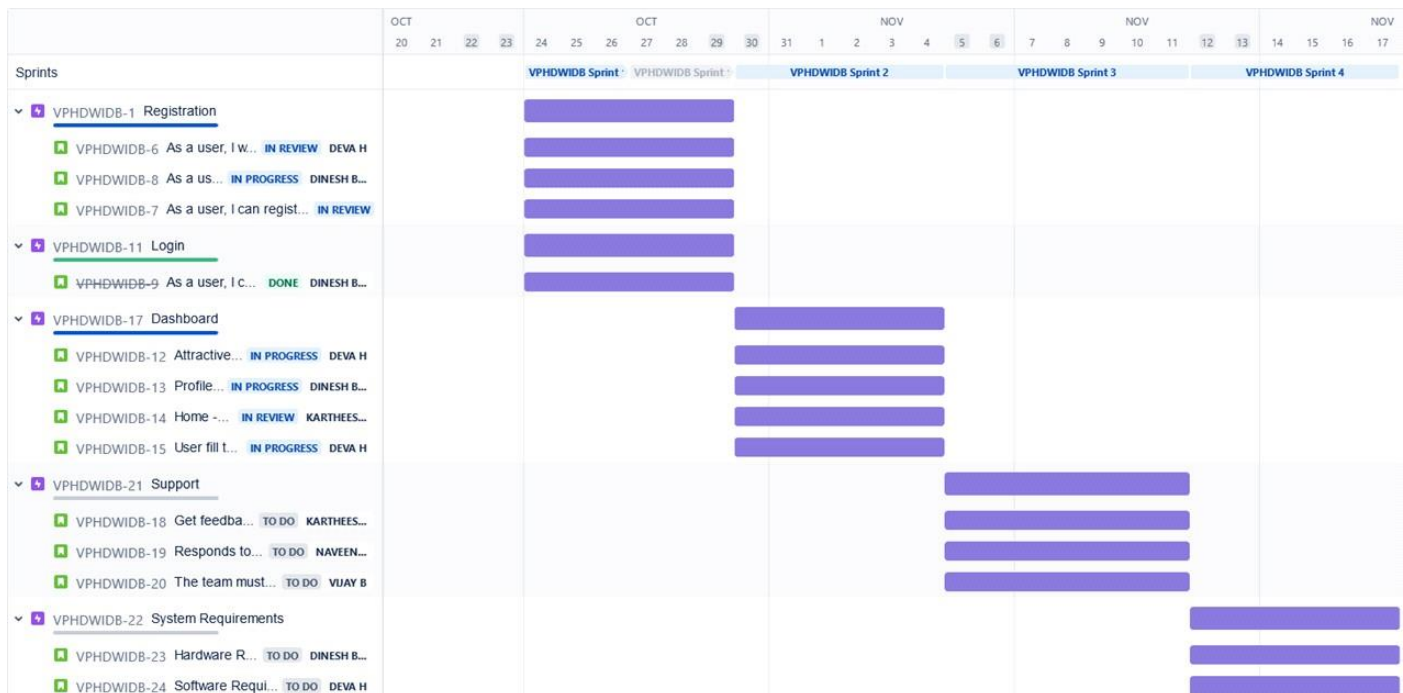 OCT OCT NOV NOV NOV
20 21 22 23 24 25 26 27 28 29 30 31 1 2 3 4 5 6 7 8 9 10 11 12 13 14 15 16 17
Sprints VPHDWIDB Sprint VPHDWIDB Sprint VPHDWIDB Sprint 2 VPHDWIDB Sprint 3 VPHDWIDB Sprint 4
VPHDWIDB-1 Registration
VPHDWIDB-6 As a user, I w... IN REVIEW DEVA H
VPHDWIDB-8 As a us... IN PROGRESS DINESH B...
VPHDWIDB-7 As a user, I can regist... IN REVIEW
VPHDWIDB-11 Login
VPHDWIDB-9 As a user, I c... DONE DINESH B...
VPHDWIDB-17 Dashboard
VPHDWIDB-12 Attractive... IN PROGRESS DEVA H
VPHDWIDB-13 Profile... IN PROGRESS DINESH B...
VPHDWIDB-14 Home -... IN REVIEW KARTHEES...
VPHDWIDB-15 User fill t... IN PROGRESS DEVA H
VPHDWIDB-21 Support
VPHDWIDB-18 Get feedba... TO DO KARTHEES...
VPHDWIDB-19 Responds to... TO DO NAVEEN...
VPHDWIDB-20 The team must... TO DO VIJAY B
VPHDWIDB-22 System Requirements
VPHDWIDB-23 Hardware R... TO DO DINESH B...
VPHDWIDB-24 Software Requi... TO DO DEVA H